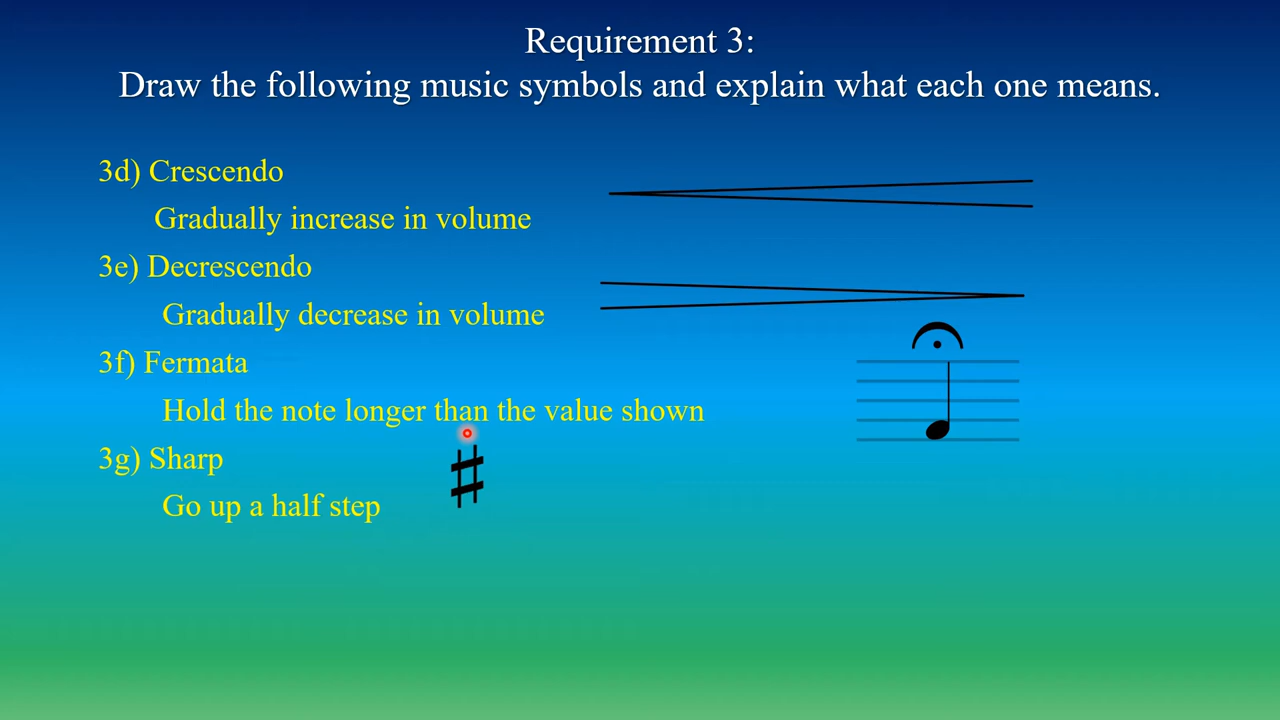 Requirement 3:
Draw the following music symbols and explain what each one means.
3d) Crescendo
Gradually increase in volume
3e) Decrescendo
Gradually decrease in volume
3f) Fermata
Hold the note longer than the value shown
3g) Sharp
Go up a half step